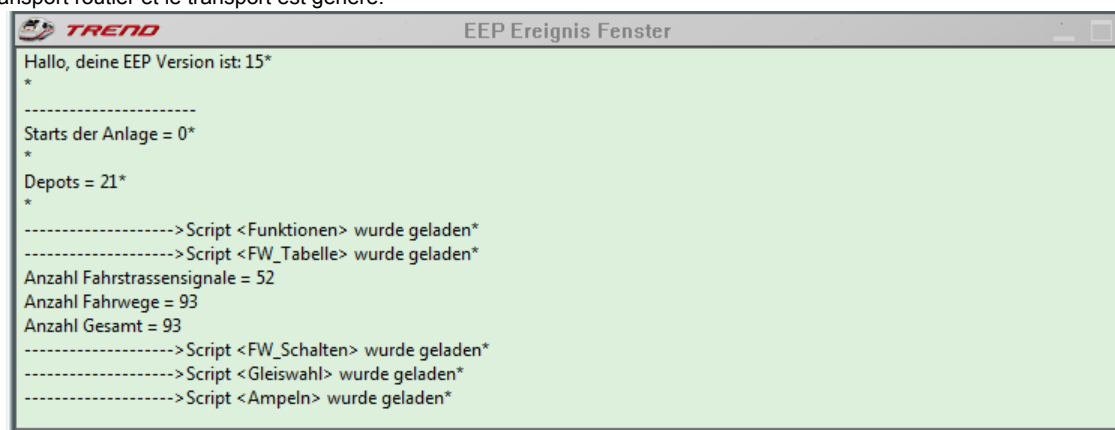 ansport routier et le transport est généré.
TREND EEP Ereignis Fenster
Hallo, deine EEP Version ist: 15*
*
-----------------------
Starts der Anlage = 0*
*
Depots = 21*
*
-------------------->Script <Funktionen> wurde geladen*
-------------------->Script <FW_Tabelle> wurde geladen*
Anzahl Fahrstrassensignale = 52
Anzahl Fahrwege = 93
Anzahl Gesamt = 93
-------------------->Script <FW_Schalten> wurde geladen*
-------------------->Script <Gleiswahl> wurde geladen*
-------------------->Script <Ampeln> wurde geladen*